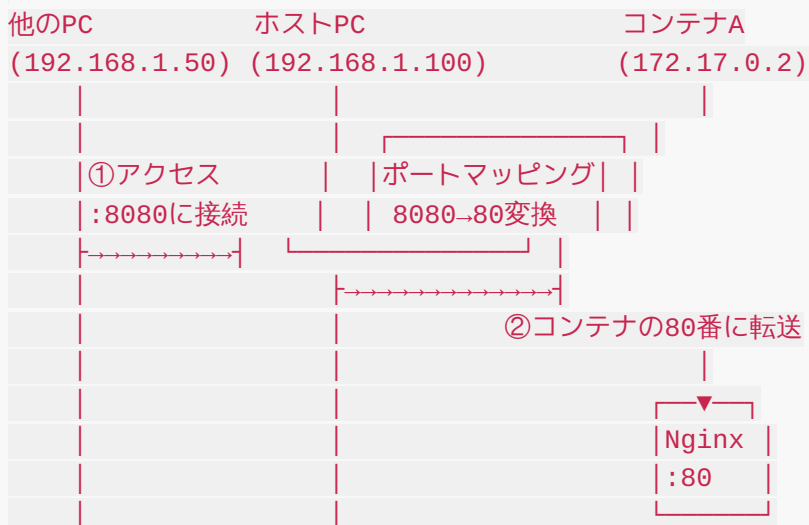 他のPC ホストPC コンテナA
(192.168.1.50) (192.168.1.100) (172.17.0.2)
①アクセス ポートマッピング
:8080に接続 8080→80変換
→→→→→→→→→
→→→→→→→→→→→→→
②コンテナの80番に転送
▼
Nginx
:80